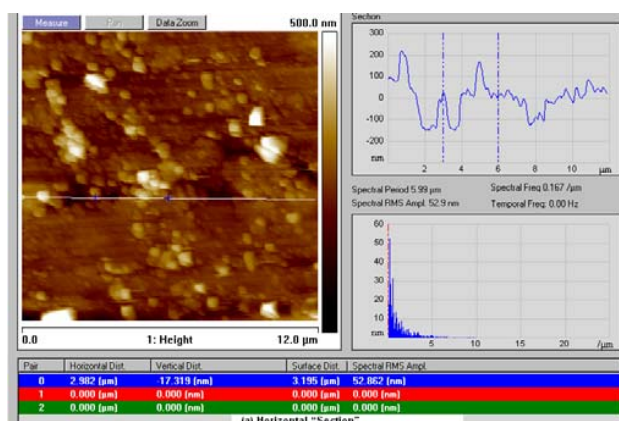 Measure Pan Data Zoom 500.0 nm
0.0 1: Height 12.0 µm
Section
300
200
100
0
-100
-200
nm
2 4 6 8 10 µm
Spectral Period 5.99 µm Spectral Freq 0.167 /µm
Spectral RMS Ampl. 52.9 nm Temporal Freq: 0.00 Hz
60
50
40
30
20
10
nm
0 5 10 20 /µm
Pair Horizontal Dist. Vertical Dist. Surface Dist. Spectral RMS Ampl.
0 2.982 (µm) -17.319 (nm) 3.195 (µm) 52.862 (nm)
1 0.000 (µm) 0.000 (nm) 0.000 (µm) 0.000 (nm)
2 0.000 (µm) 0.000 (nm) 0.000 (µm) 0.000 (nm)
(a) Horizontal "Section"